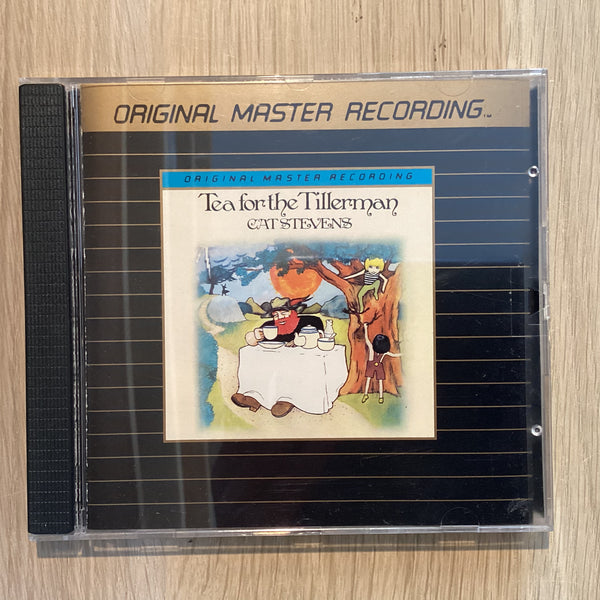 ORIGINAL MASTER RECORDING™
ORIGINAL MASTER RECORDING
Tea for the Tillerman
CAT STEVENS